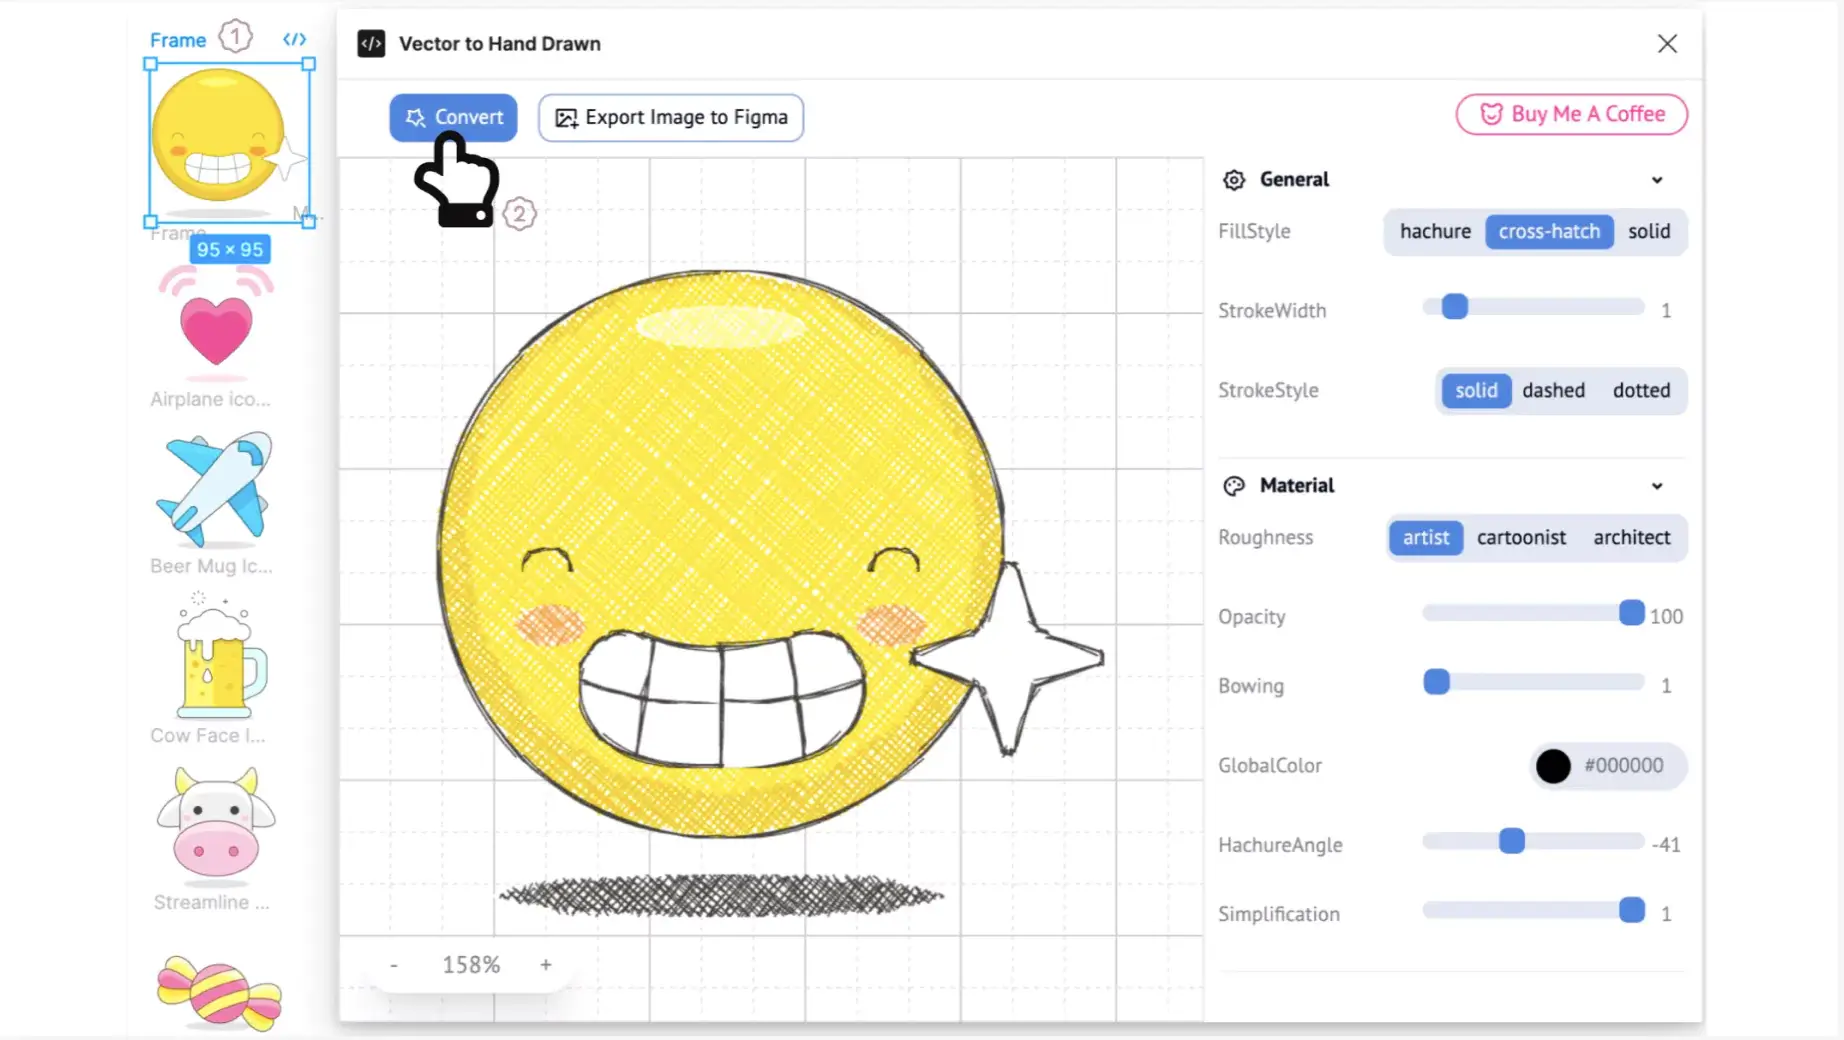 Frame 1 </>
M...
Frame
95 × 95
Airplane ico...
Beer Mug Ic...
Cow Face I...
Streamline ...
</> Vector to Hand Drawn
Convert
Export Image to Figma
Buy Me A Coffee
2
- 158% +
General
FillStyle hachure cross-hatch solid
StrokeWidth 1
StrokeStyle solid dashed dotted
Material
Roughness artist cartoonist architect
Opacity 100
Bowing 1
GlobalColor #000000
HachureAngle -41
Simplification 1